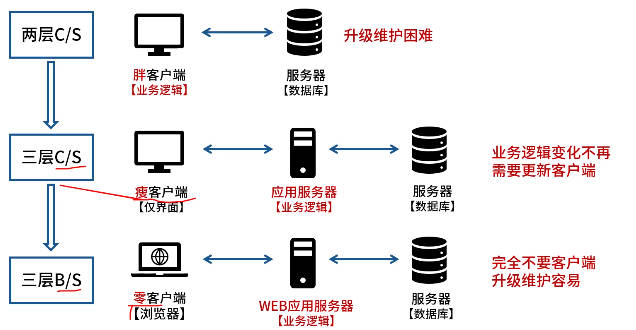 两层C/S
胖客户端
【业务逻辑】
服务器
【数据库】
升级维护困难
三层C/S
瘦客户端
【仅界面】
应用服务器
【业务逻辑】
服务器
【数据库】
业务逻辑变化不再
需要更新客户端
三层B/S
零客户端
【浏览器】
WEB应用服务器
【业务逻辑】
服务器
【数据库】
完全不要客户端
升级维护容易